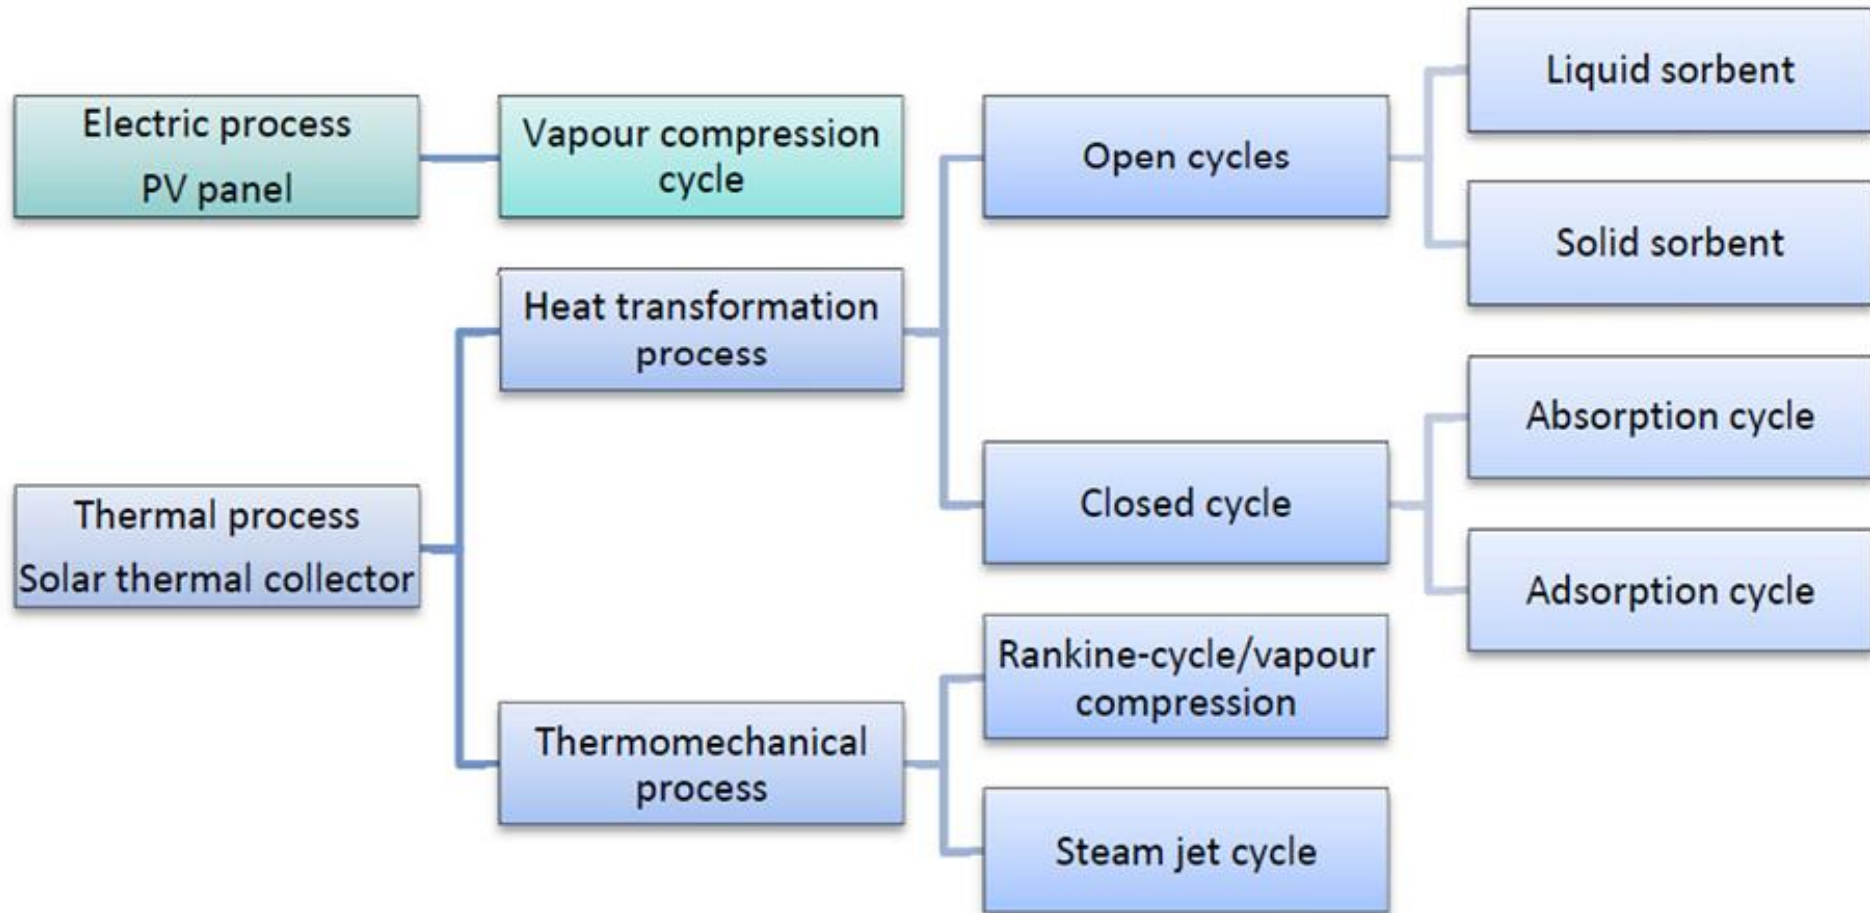 Electric process
PV panel
Vapour compression
cycle
Open cycles
Liquid sorbent
Solid sorbent
Heat transformation
process
Closed cycle
Absorption cycle
Adsorption cycle
Thermal process
Solar thermal collector
Thermomechanical
process
Rankine-cycle/vapour
compression
Steam jet cycle